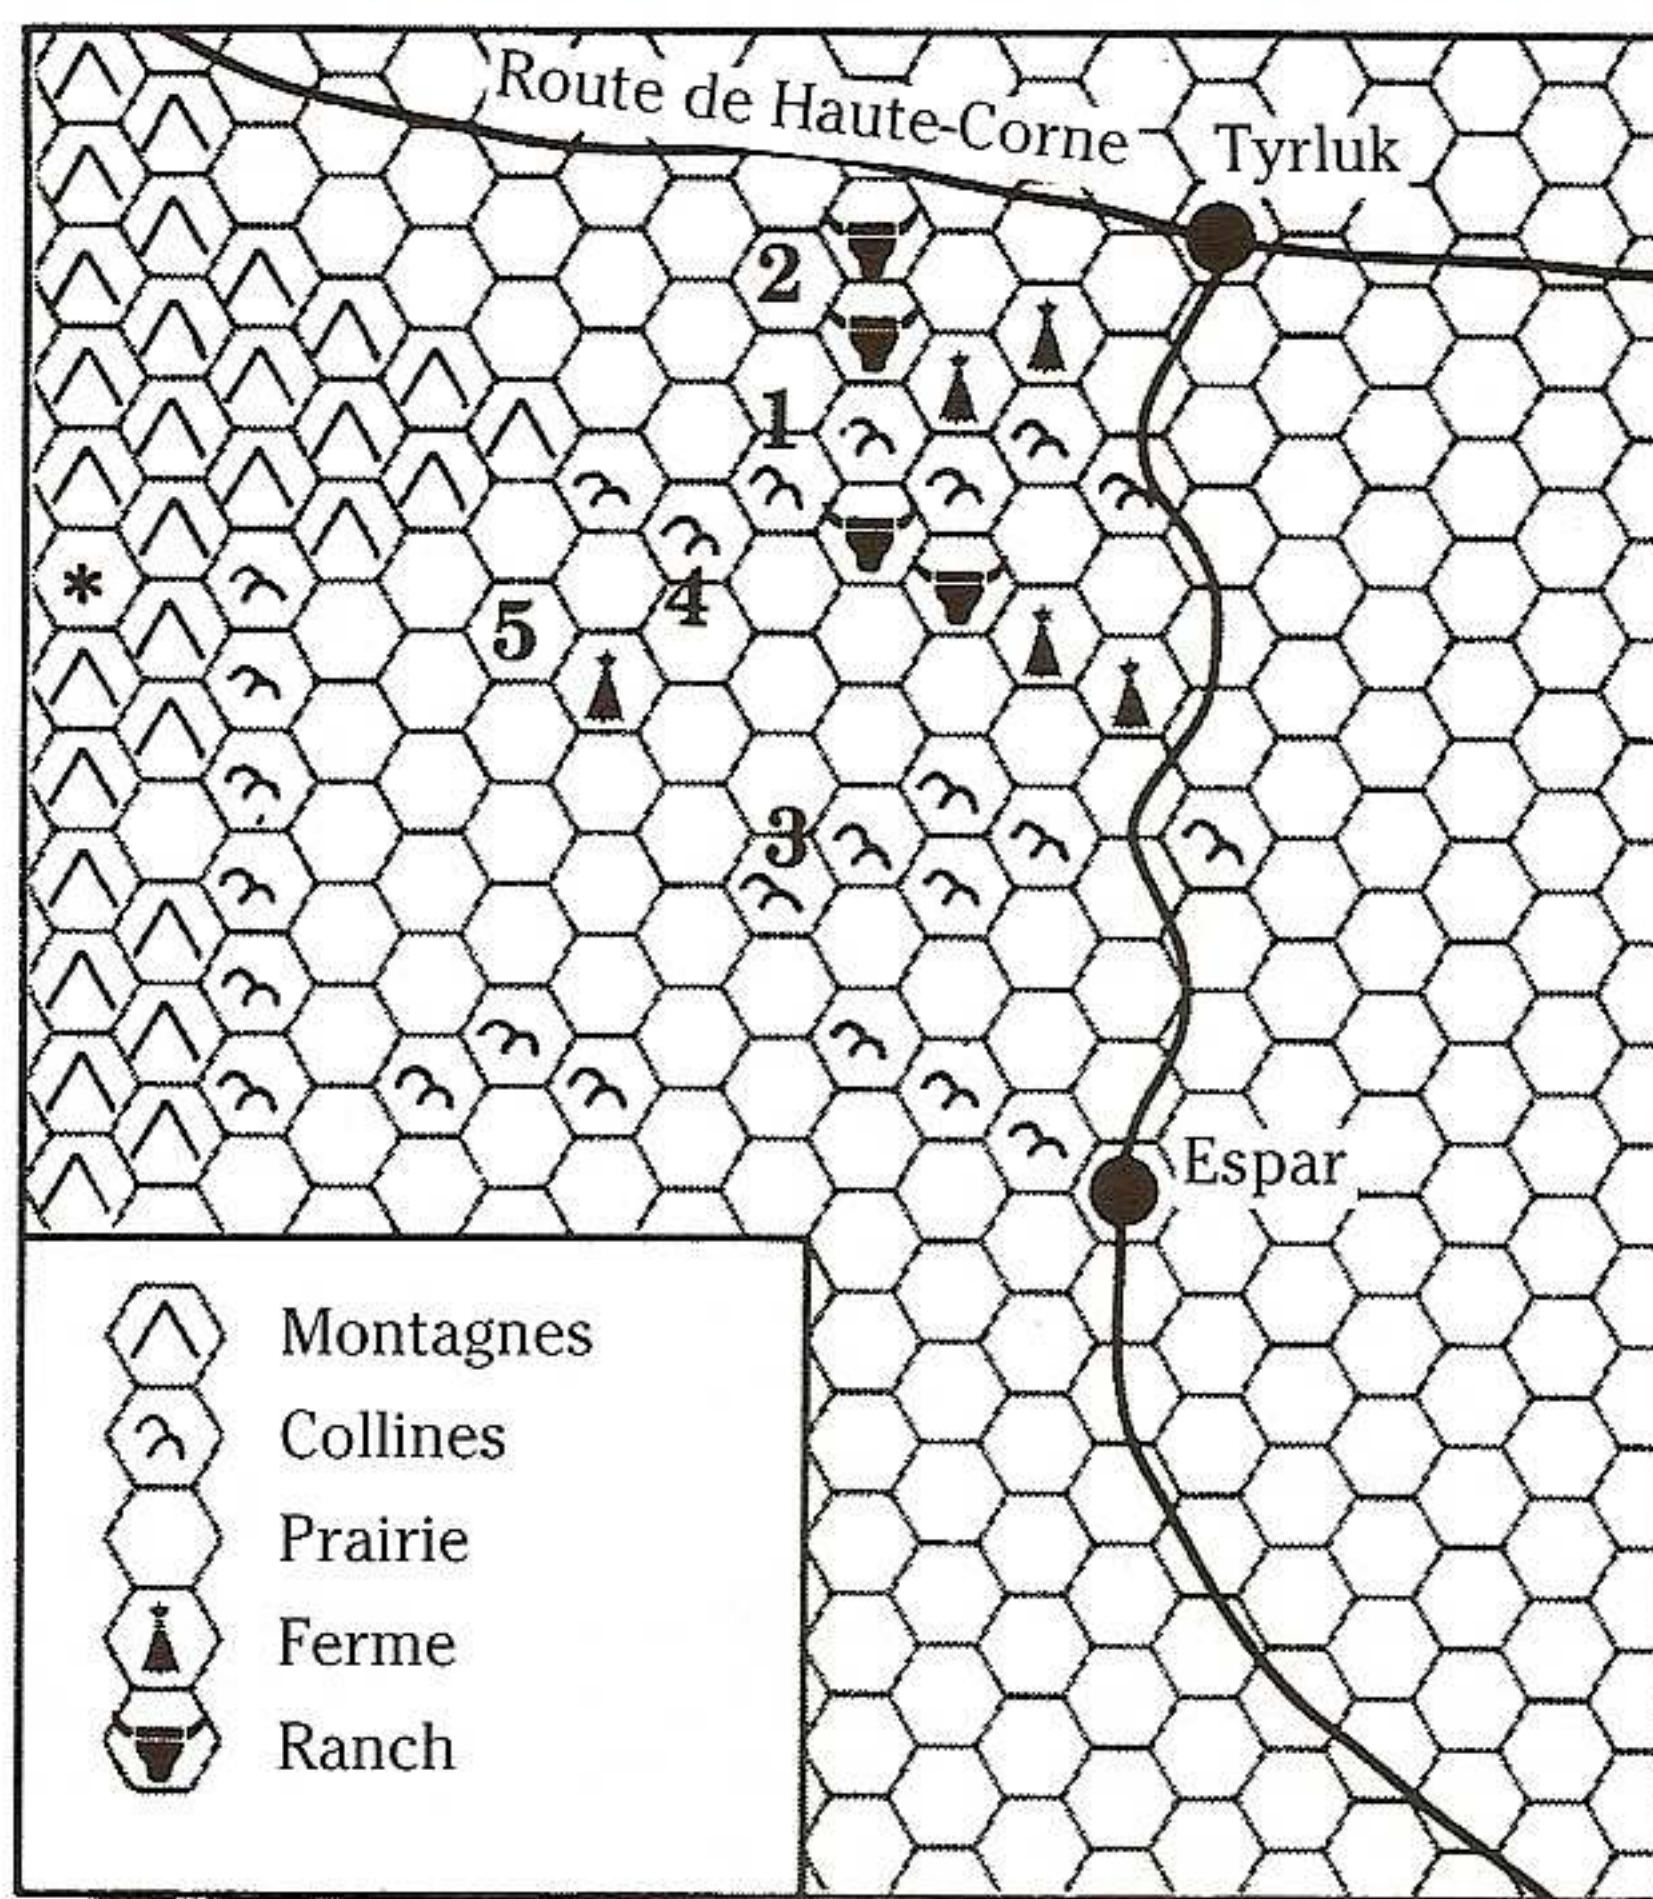 Route de Haute-Corne
Tyrluk
2
1
*
5
4
3
Espar
Montagnes
Collines
Prairie
Ferme
Ranch